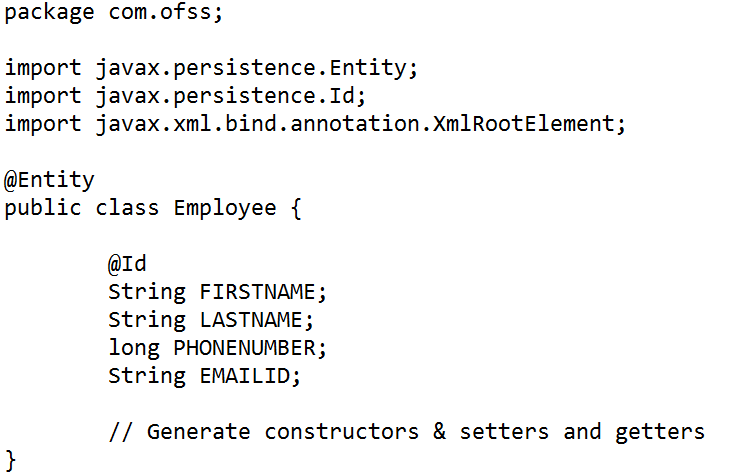 package com.ofss;
import javax.persistence.Entity;
import javax.persistence.Id;
import javax.xml.bind.annotation.XmlRootElement;
@Entity
public class Employee {
@Id
String FIRSTNAME;
String LASTNAME;
long PHONENUMBER;
String EMAILID;
// Generate constructors & setters and getters
}